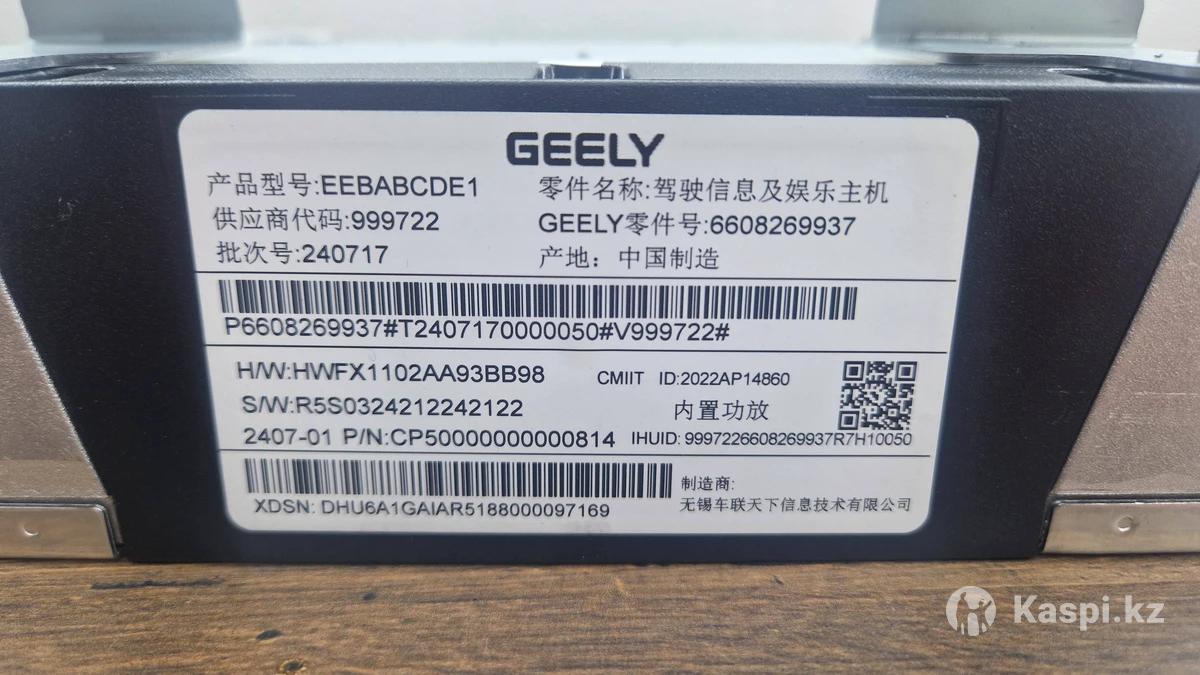 GEELY
产品型号:EEBABCDE1
零件名称:驾驶信息及娱乐主机
供应商代码:999722
GEELY零件号:6608269937
批次号:240717
产地：中国制造
P6608269937#T2407170000050#V999722#
H/W:HWFX1102AA93BB98
CMIIT ID:2022AP14860
S/W:R5S0324212242122
内置功放
2407-01 P/N:CP50000000000814
IHUID: 9997226608269937R7H10050
制造商:
XDSN: DHU6A1GAIAR5188000097169
无锡车联天下信息技术有限公司
Kaspi.kz